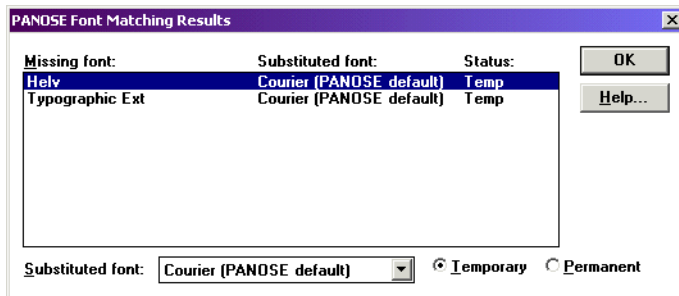 PANOSE Font Matching Results
Missing font: Substituted font: Status: OK
Helv Courier (PANOSE default) Temp
Typographic Ext Courier (PANOSE default) Temp Help...
Substituted font: Courier (PANOSE default) Temporary Permanent